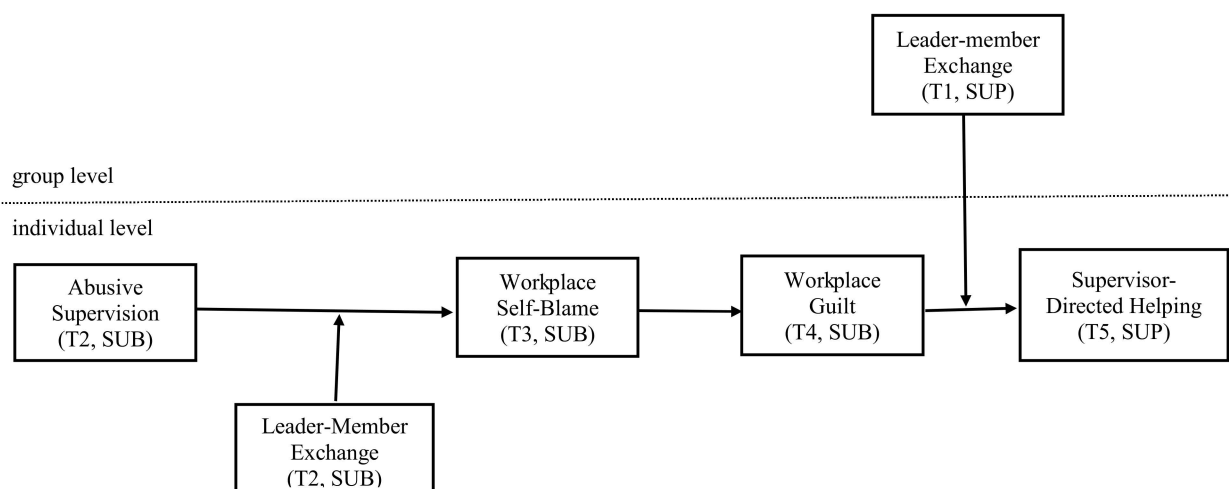 Leader-member
Exchange
(T1, SUP)
group level
individual level
Abusive
Supervision
(T2, SUB)
Workplace
Self-Blame
(T3, SUB)
Workplace
Guilt
(T4, SUB)
Supervisor-
Directed Helping
(T5, SUP)
Leader-Member
Exchange
(T2, SUB)